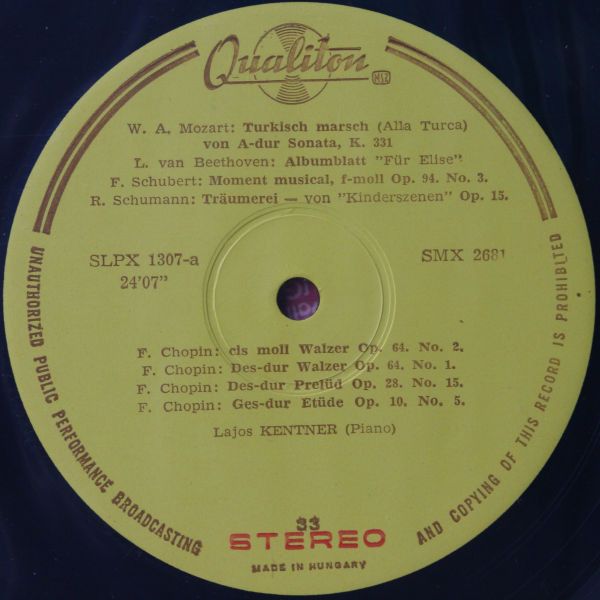 Qualiton
MSZ
W. A. Mozart: Turkisch marsch (Alla Turca)
von A-dur Sonata, K. 331
L. van Beethoven: Albumblatt "Für Elise"
F. Schubert: Moment musical, f-moll Op. 94. No. 3.
R. Schumann: Träumerei — von "Kinderszenen" Op. 15.
SLPX 1307-a
24'07"
SMX 2681
F. Chopin: cis moll Walzer Op. 64. No. 2.
F. Chopin: Des-dur Walzer Op. 64. No. 1.
F. Chopin: Des-dur Prelüd Op. 28. No. 15.
F. Chopin: Ges-dur Etüde Op. 10. No. 5.
Lajos KENTNER (Piano)
UNAUTHORIZED PUBLIC PERFORMANCE BROADCASTING
AND COPYING OF THIS RECORD IS PROHIBITED
33
STEREO
MADE IN HUNGARY